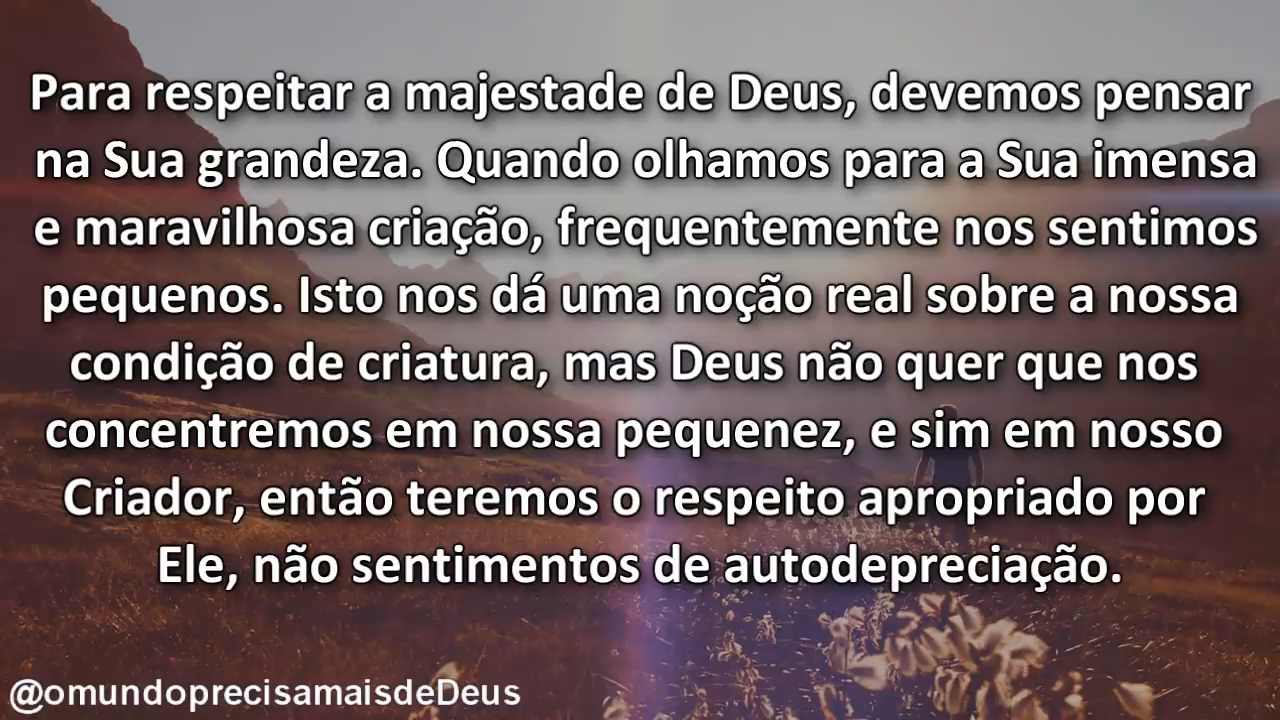 Para respeitar a majestade de Deus, devemos pensar
na Sua grandeza. Quando olhamos para a Sua imensa
e maravilhosa criação, frequentemente nos sentimos
pequenos. Isto nos dá uma noção real sobre a nossa
condição de criatura, mas Deus não quer que nos
concentremos em nossa pequenez, e sim em nosso
Criador, então teremos o respeito apropriado por
Ele, não sentimentos de autodepreciação.
@omundoprecisamaisdeDeus